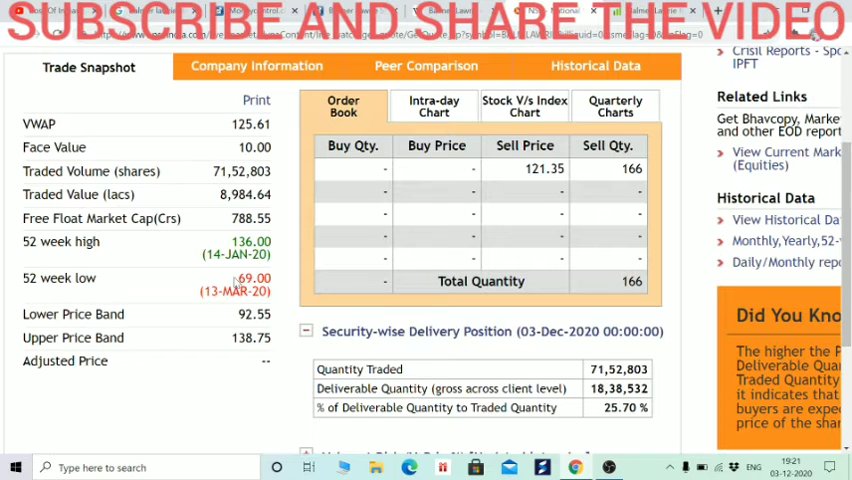 SUBSCRIBE AND SHARE THE VIDEO
Trade Snapshot
Company Information
Peer Comparison
Historical Data
Print
VWAP 125.61
Face Value 10.00
Traded Volume (shares) 71,52,803
Traded Value (lacs) 8,984.64
Free Float Market Cap(Crs) 788.55
52 week high 136.00
(14-JAN-20)
52 week low 69.00
(13-MAR-20)
Lower Price Band 92.55
Upper Price Band 138.75
Adjusted Price --
Order
Book
Intra-day
Chart
Stock V/s Index
Chart
Quarterly
Charts
Buy Qty. Buy Price Sell Price Sell Qty.
- - 121.35 166
- - - -
- - - -
- - - -
- - - -
- Total Quantity 166
Security-wise Delivery Position (03-Dec-2020 00:00:00)
Quantity Traded 71,52,803
Deliverable Quantity (gross across client level) 18,38,532
% of Deliverable Quantity to Traded Quantity 25.70 %
Crisil Reports - Spo
IPFT
Related Links
Get Bhavcopy, Marke
and other EOD report
View Current Mark
(Equities)
Historical Data
View Historical Da
Monthly,Yearly,52-
Daily/Monthly repo
Did You Kno
The higher the P
Deliverable Qua
Traded Quantity
it indicates that
buyers are expe
price of the shar
Type here to search
ENG
19:21
03-12-2020